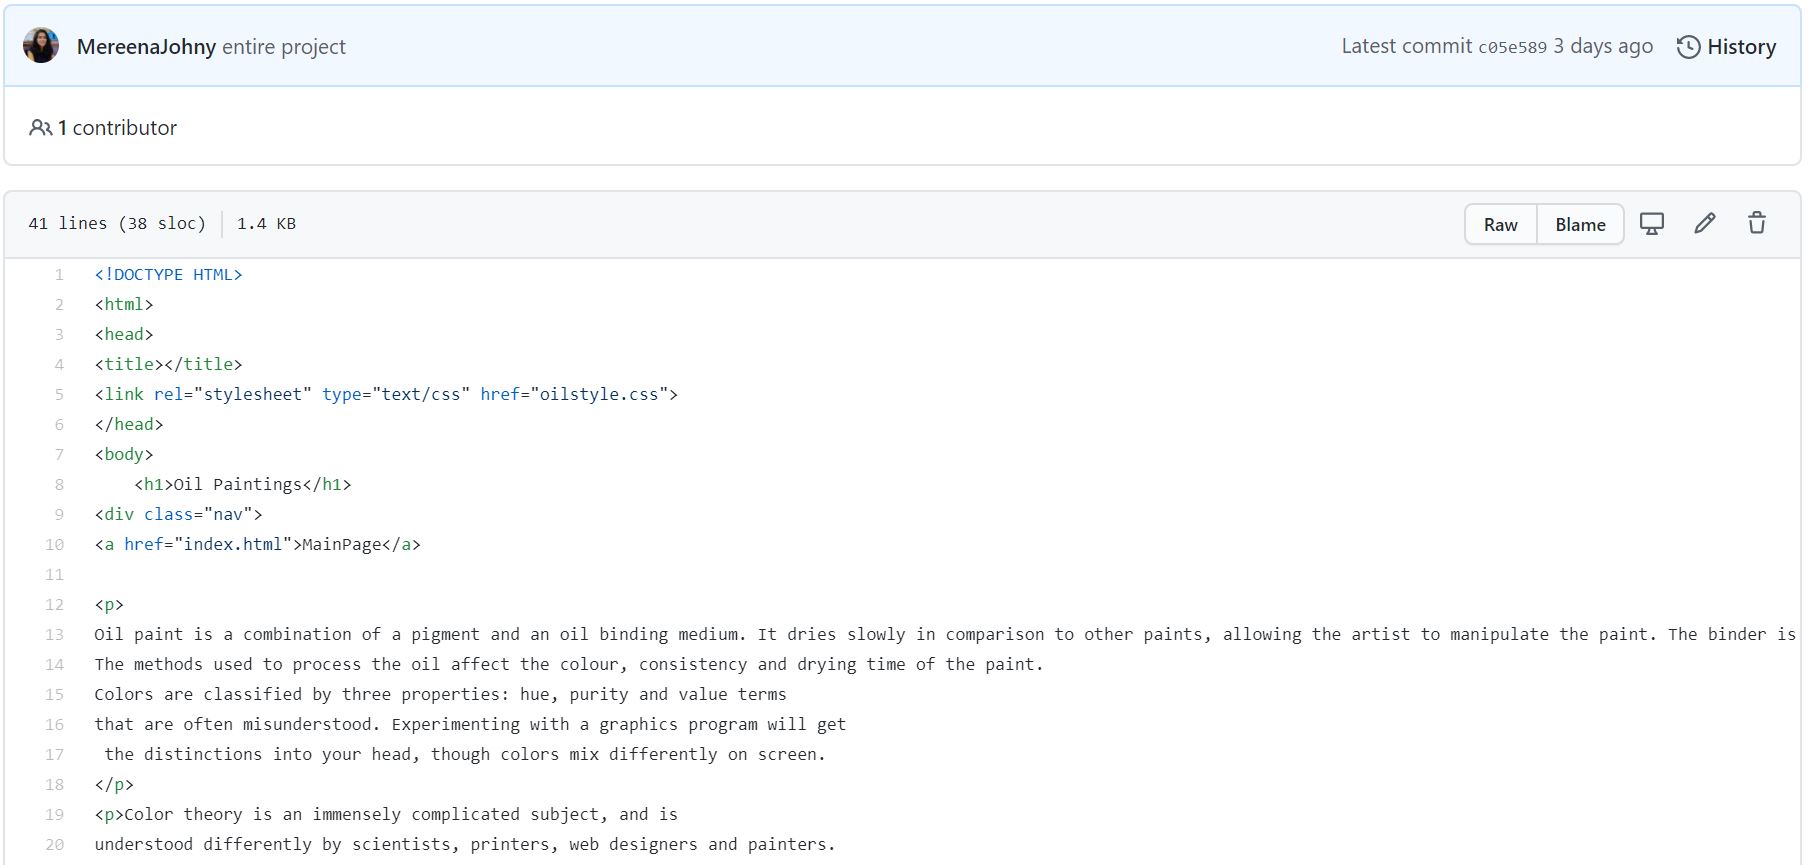 MereenaJohny entire project
Latest commit c05e589 3 days ago History
1 contributor
41 lines (38 sloc) 1.4 KB
Raw Blame
1 <!DOCTYPE HTML>
2 <html>
3 <head>
4 <title></title>
5 <link rel="stylesheet" type="text/css" href="oilstyle.css">
6 </head>
7 <body>
8     <h1>Oil Paintings</h1>
9 <div class="nav">
10 <a href="index.html">MainPage</a>
11
12 <p>
13 Oil paint is a combination of a pigment and an oil binding medium. It dries slowly in comparison to other paints, allowing the artist to manipulate the paint. The binder is
14 The methods used to process the oil affect the colour, consistency and drying time of the paint.
15 Colors are classified by three properties: hue, purity and value terms
16 that are often misunderstood. Experimenting with a graphics program will get
17  the distinctions into your head, though colors mix differently on screen.
18 </p>
19 <p>Color theory is an immensely complicated subject, and is
20 understood differently by scientists, printers, web designers and painters.